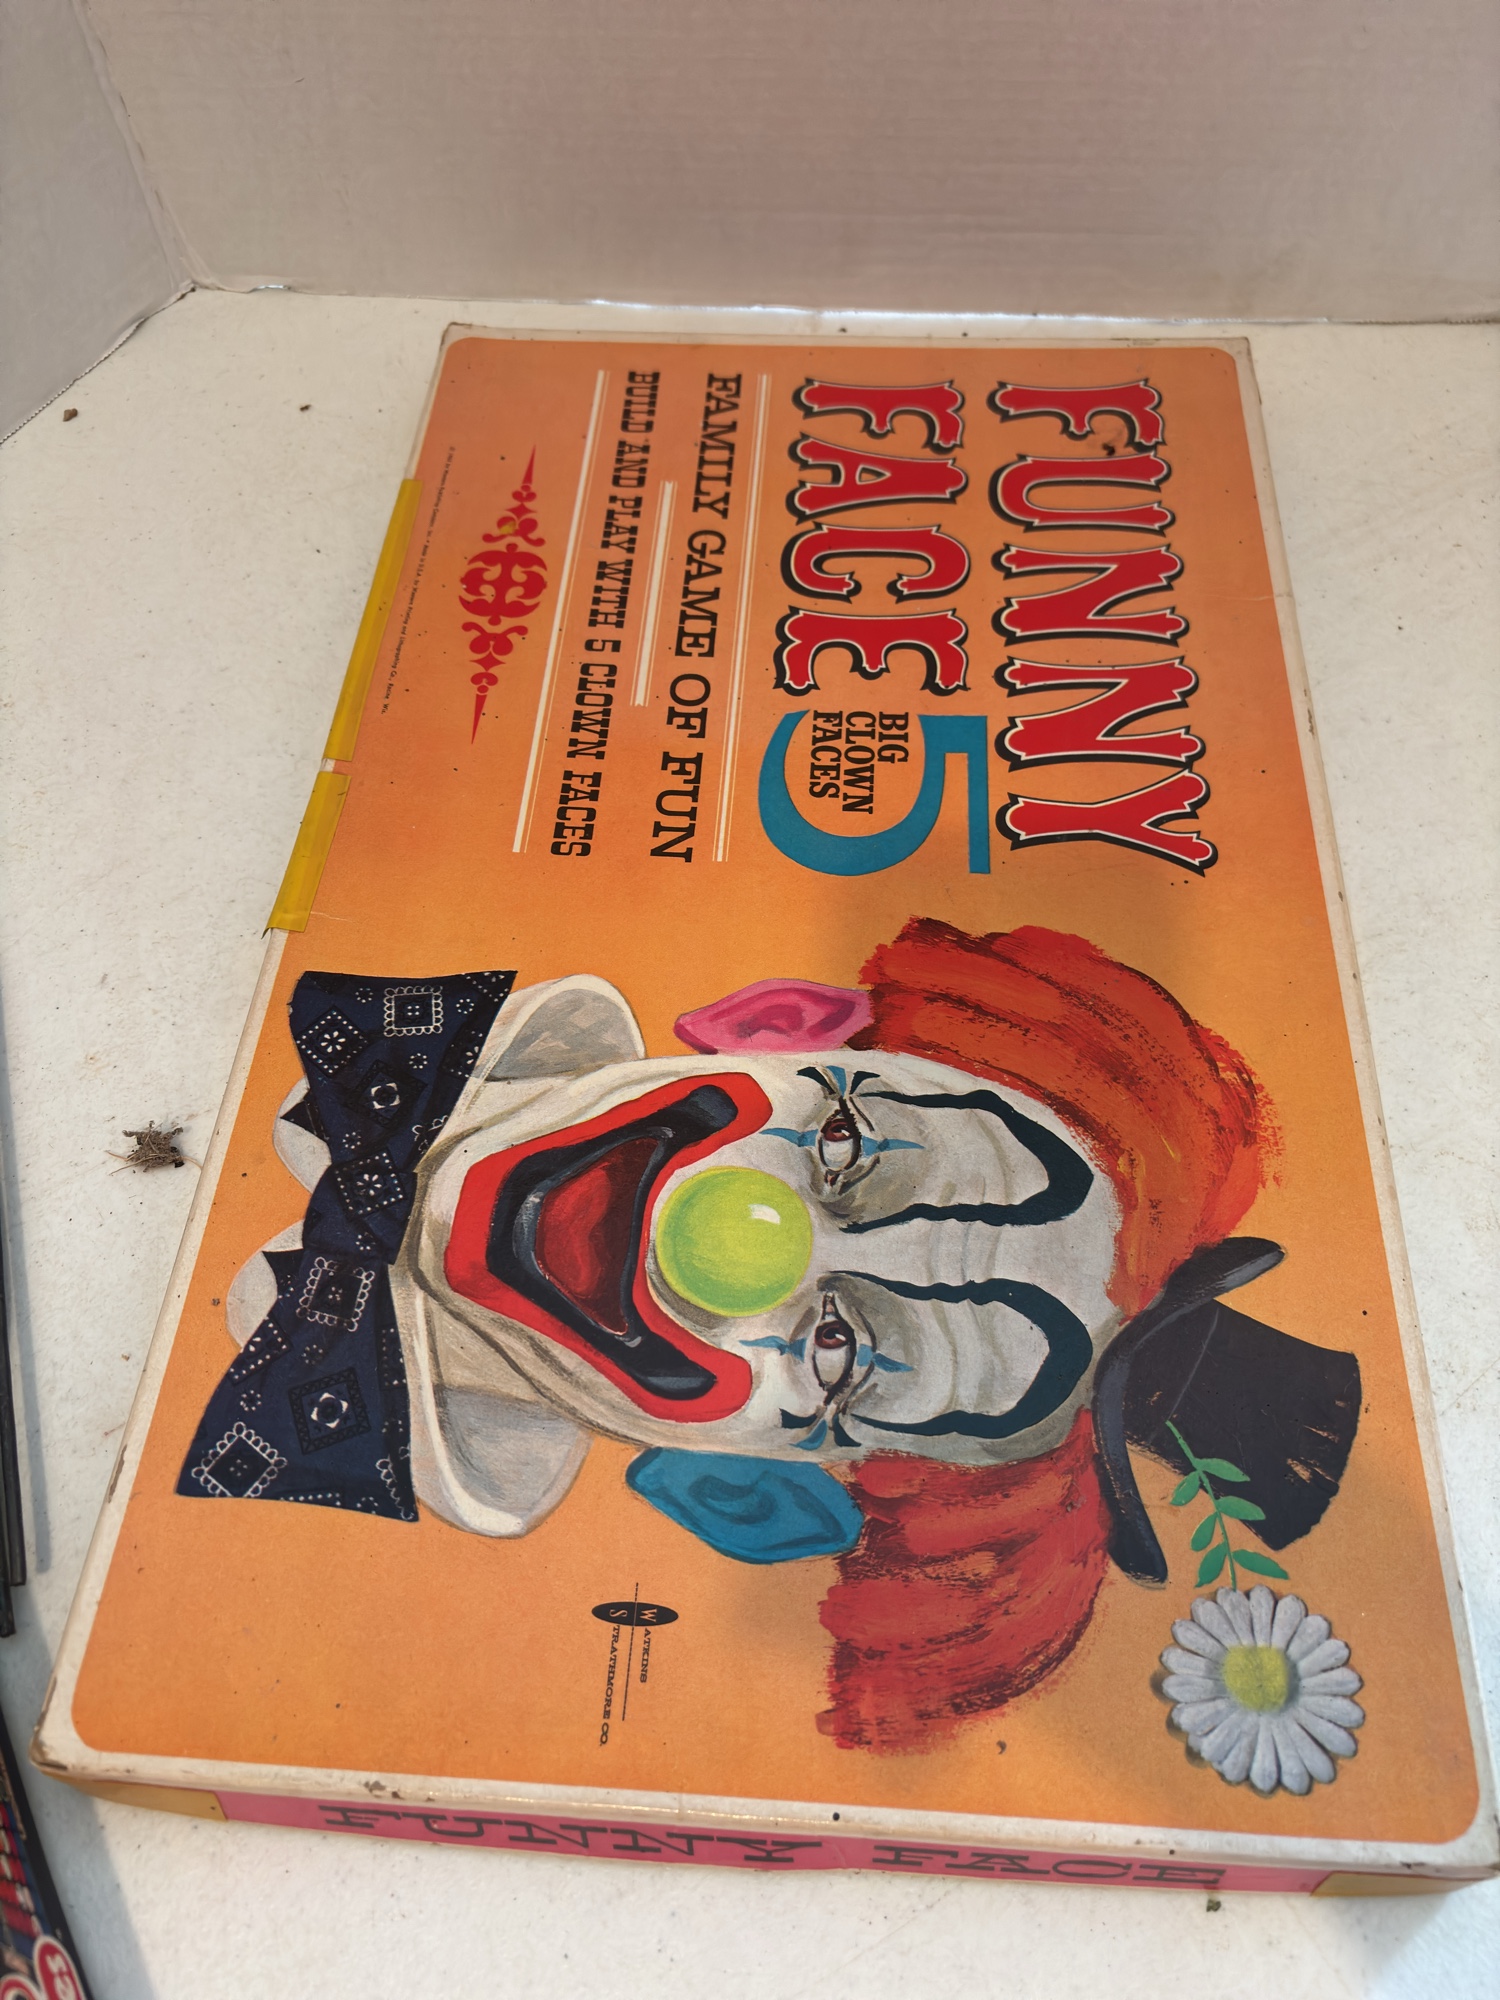 FUNNY
FACE
5
BIG
CLOWN
FACES
FAMILY GAME OF FUN
BUILD AND PLAY WITH 5 CLOWN FACES
WATKINS
STRATHMORE CO.
FUNNY FACE